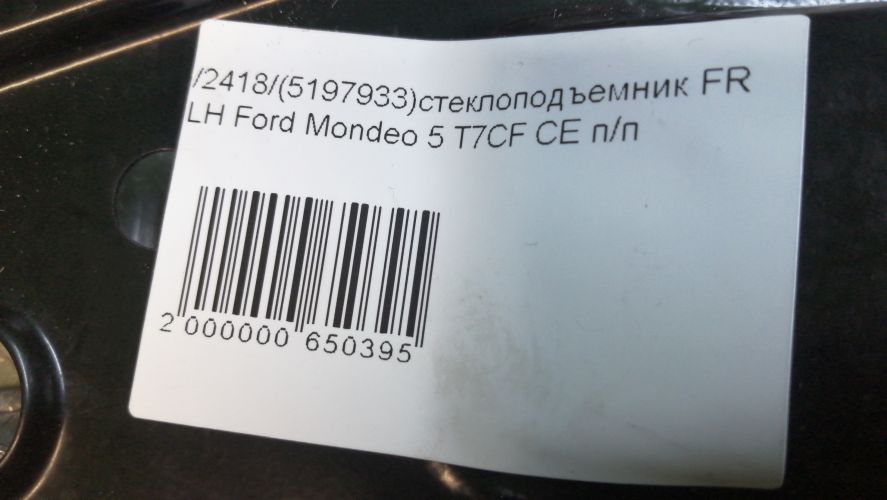 /2418/(5197933)стеклоподъемник FR
LH Ford Mondeo 5 T7CF CE п/п
2 000000 650395